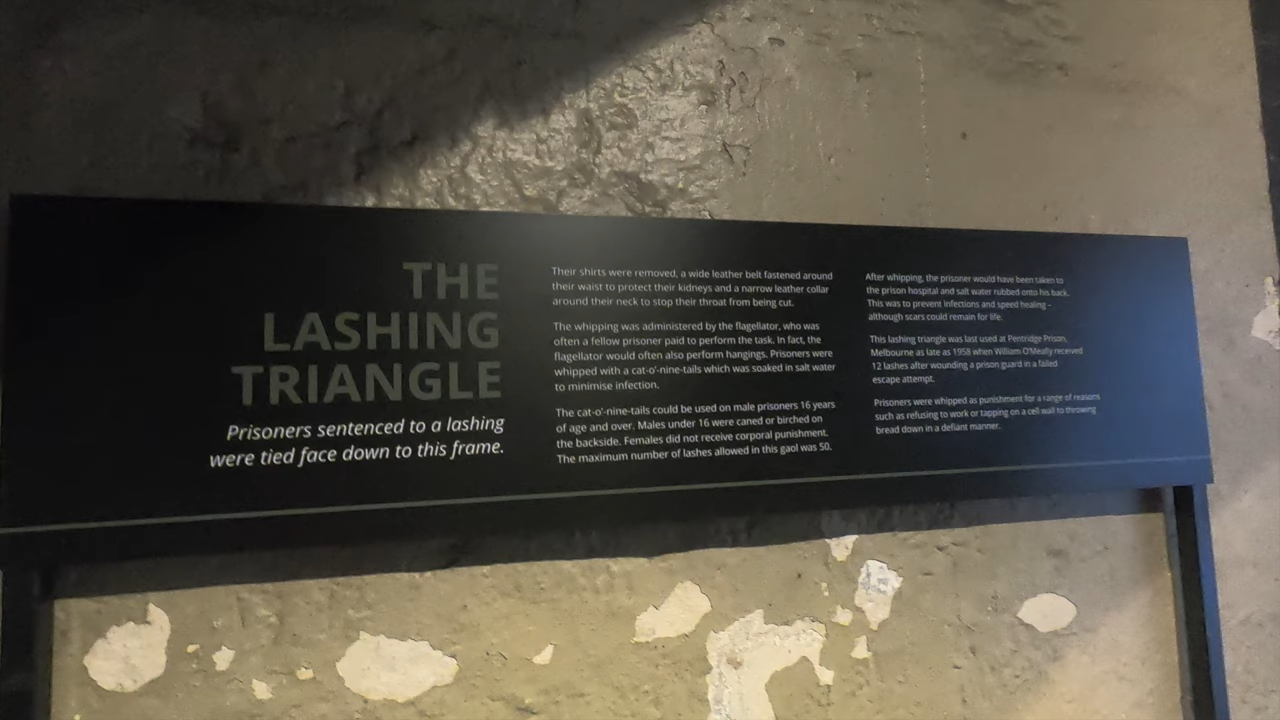 THE
LASHING
TRIANGLE
Prisoners sentenced to a lashing
were tied face down to this frame.
Their shirts were removed, a wide leather belt fastened around
their waist to protect their kidneys and a narrow leather collar
around their neck to stop their throat from being cut.
The whipping was administered by the flagellator, who was
often a fellow prisoner paid to perform the task. In fact, the
flagellator would often also perform hangings. Prisoners were
whipped with a cat-o'-nine-tails which was soaked in salt water
to minimise infection.
The cat-o'-nine-tails could be used on male prisoners 16 years
of age and over. Males under 16 were caned or birched on
the backside. Females did not receive corporal punishment.
The maximum number of lashes allowed in this gaol was 50.
After whipping, the prisoner would have been taken to
the prison hospital and salt water rubbed onto his back.
This was to prevent infections and speed healing –
although scars could remain for life.
This lashing triangle was last used at Pentridge Prison,
Melbourne as late as 1958 when William O'Meally received
12 lashes after wounding a prison guard in a failed
escape attempt.
Prisoners were whipped as punishment for a range of reasons
such as refusing to work or tapping on a cell wall to throwing
bread down in a defiant manner.